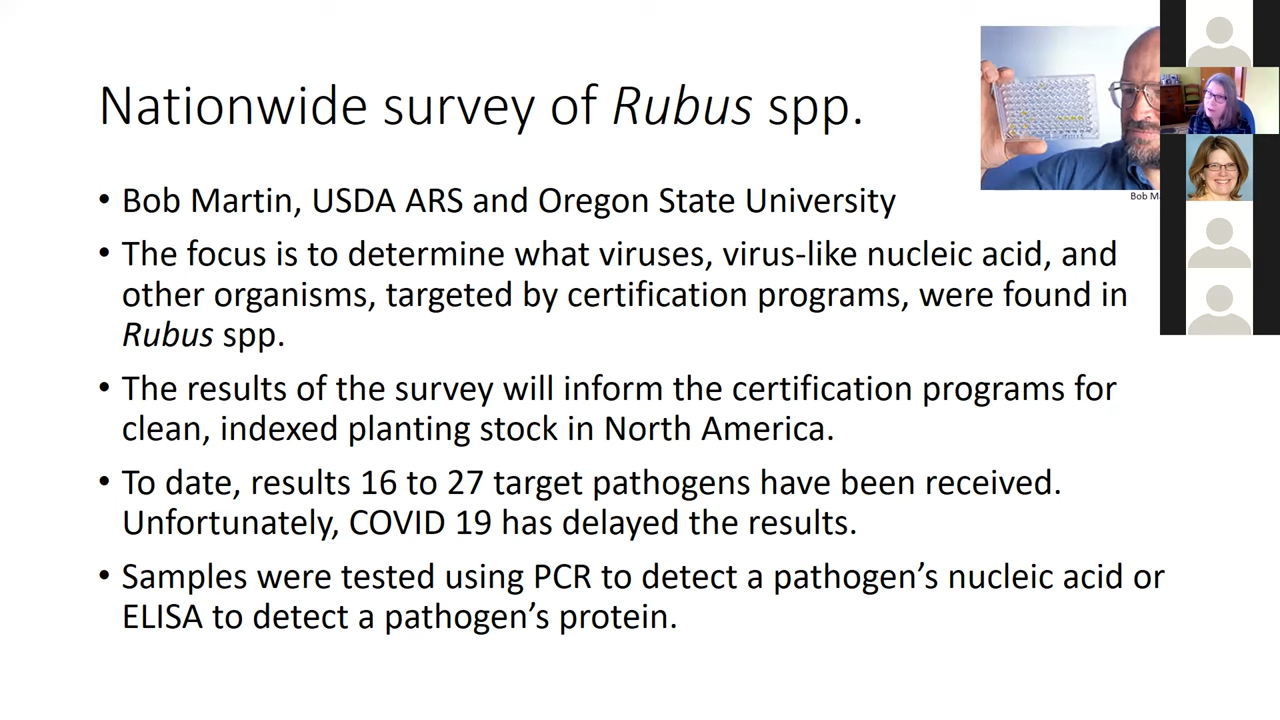 Nationwide survey of Rubus spp.
Bob
• Bob Martin, USDA ARS and Oregon State University
• The focus is to determine what viruses, virus-like nucleic acid, and
other organisms, targeted by certification programs, were found in
Rubus spp.
• The results of the survey will inform the certification programs for
clean, indexed planting stock in North America.
• To date, results 16 to 27 target pathogens have been received.
Unfortunately, COVID 19 has delayed the results.
• Samples were tested using PCR to detect a pathogen’s nucleic acid or
ELISA to detect a pathogen’s protein.